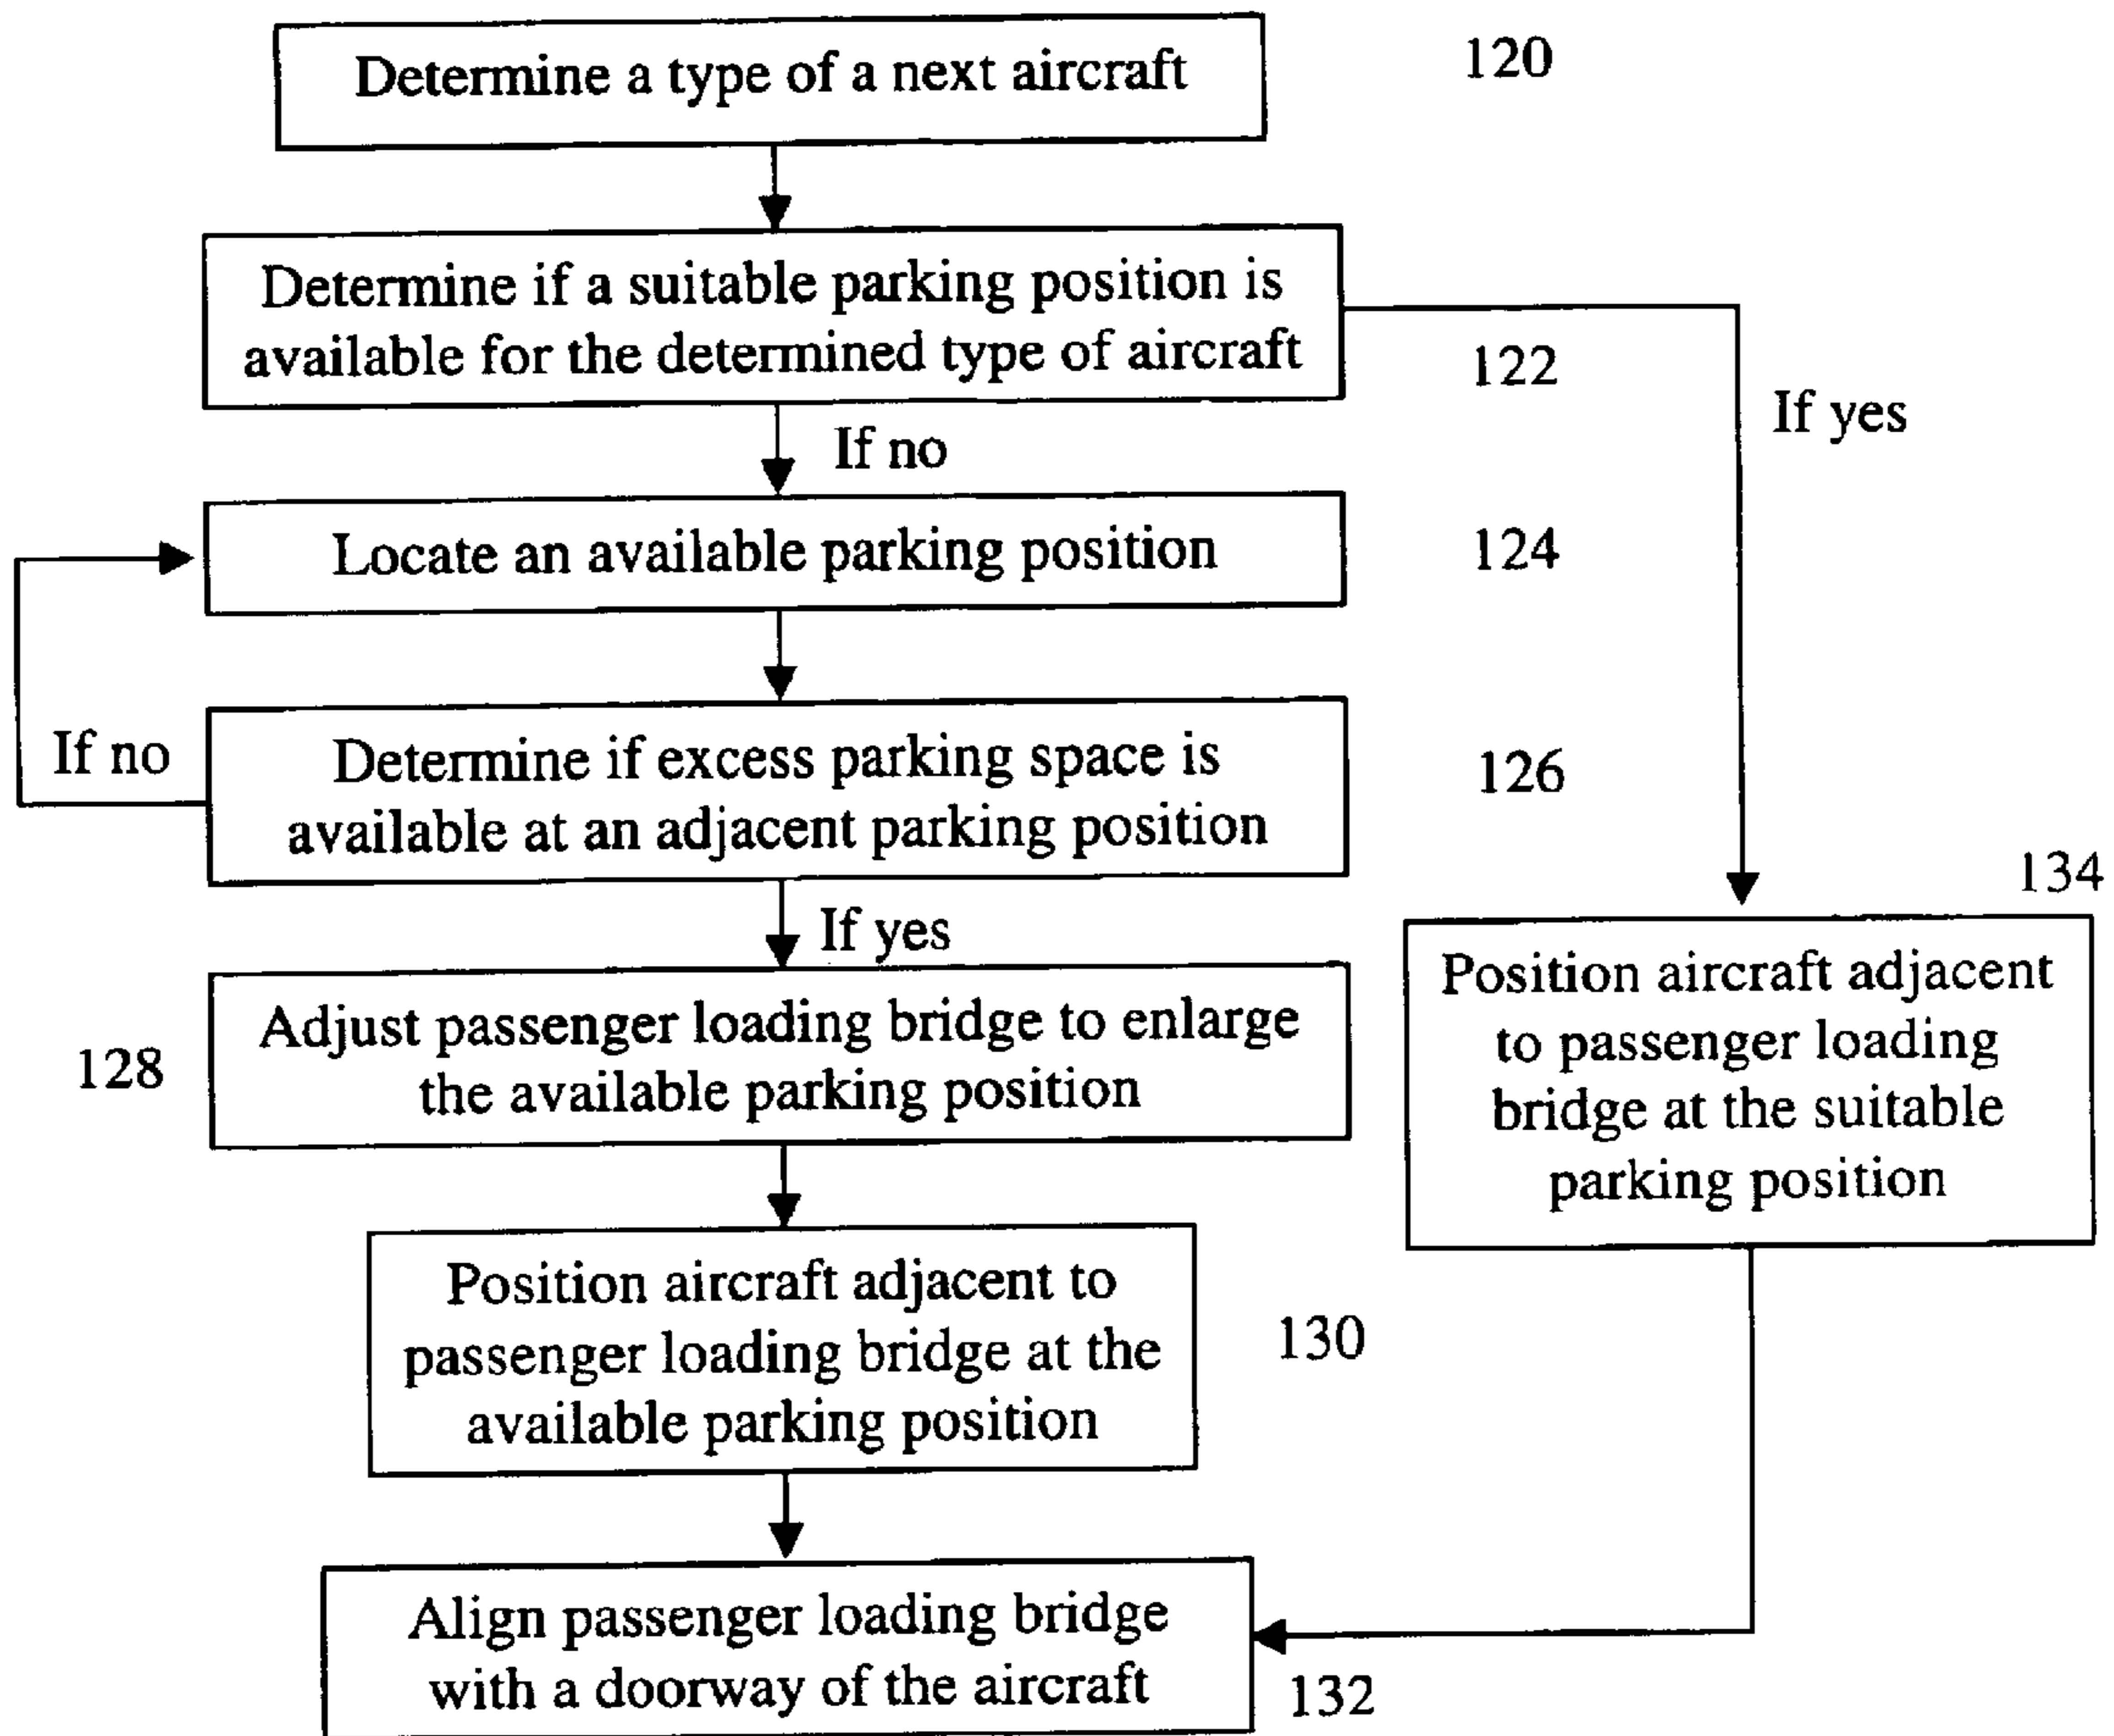 Determine a type of a next aircraft
120
Determine if a suitable parking position is
available for the determined type of aircraft
122
If yes
If no
Locate an available parking position
124
If no
Determine if excess parking space is
available at an adjacent parking position
126
If yes
134
Position aircraft adjacent
to passenger loading
bridge at the suitable
parking position
Adjust passenger loading bridge to enlarge
the available parking position
128
Position aircraft adjacent to
passenger loading bridge at the
available parking position
130
Align passenger loading bridge
with a doorway of the aircraft
132